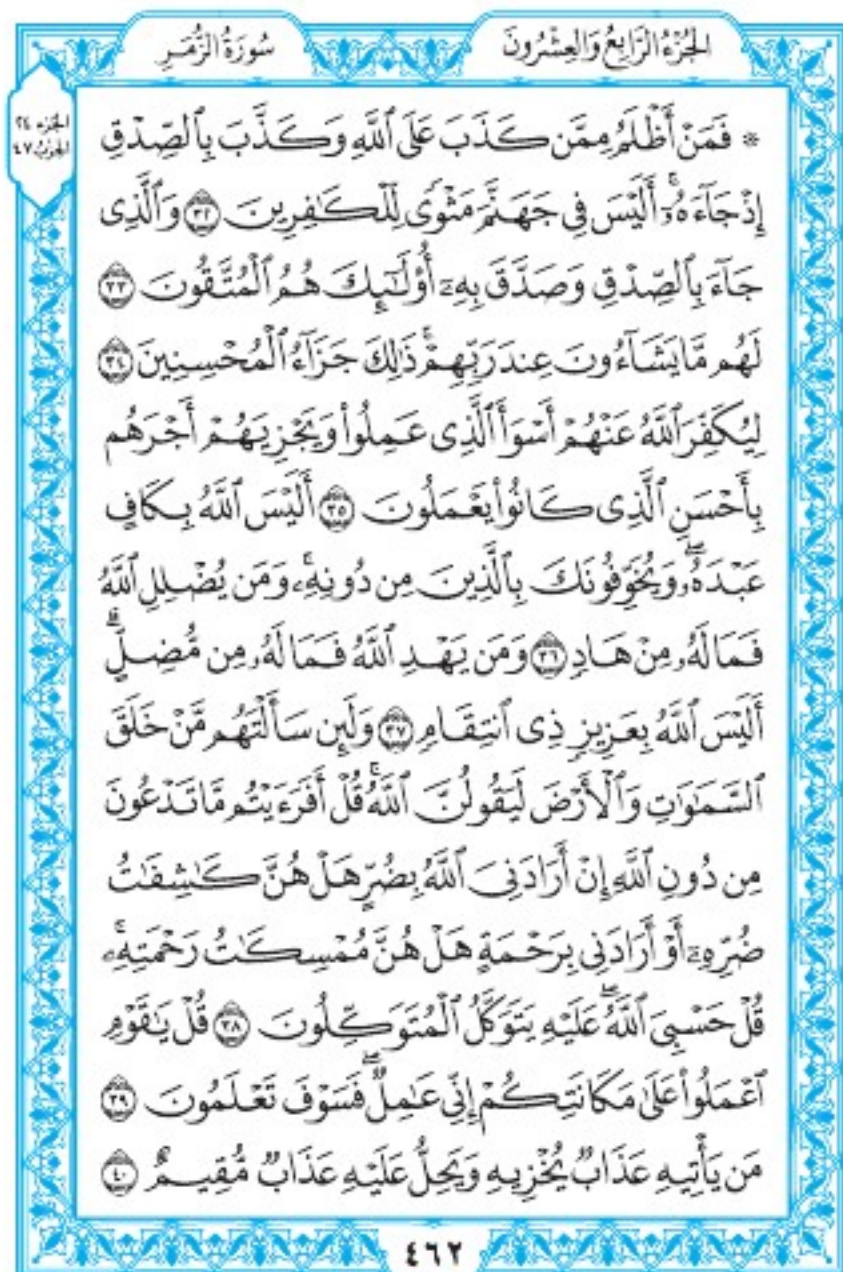 الجُزْءُ الرَّابِعُ وَالعِشْرُونَ
سُورَةُ الزُّمَرِ
الجزء ٢٤
الحزب ٤٧
۞ فَمَنْ أَظْلَمُ مِمَّن كَذَبَ عَلَى ٱللَّهِ وَكَذَّبَ بِٱلصِّدْقِ
إِذْ جَآءَهُۥٓۚ أَلَيْسَ فِى جَهَنَّمَ مَثْوًى لِّلْكَٰفِرِينَ ٣٢ وَٱلَّذِى
جَآءَ بِٱلصِّدْقِ وَصَدَّقَ بِهِۦٓ أُو۟لَٰٓئِكَ هُمُ ٱلْمُتَّقُونَ ٣٣
لَهُم مَّا يَشَآءُونَ عِندَ رَبِّهِمْۚ ذَٰلِكَ جَزَآءُ ٱلْمُحْسِنِينَ ٣٤
لِيُكَفِّرَ ٱللَّهُ عَنْهُمْ أَسْوَأَ ٱلَّذِى عَمِلُوا۟ وَيَجْزِيَهُمْ أَجْرَهُم
بِأَحْسَنِ ٱلَّذِى كَانُوا۟ يَعْمَلُونَ ٣٥ أَلَيْسَ ٱللَّهُ بِكَافٍ
عَبْدَهُۥۖ وَيُخَوِّفُونَكَ بِٱلَّذِينَ مِن دُونِهِۦۚ وَمَن يُضْلِلِ ٱللَّهُ
فَمَا لَهُۥ مِنْ هَادٍ ٣٦ وَمَن يَهْدِ ٱللَّهُ فَمَا لَهُۥ مِن مُّضِلٍّۗ
أَلَيْسَ ٱللَّهُ بِعَزِيزٍ ذِى ٱنتِقَامٍ ٣٧ وَلَئِن سَأَلْتَهُم مَّنْ خَلَقَ
ٱلسَّمَٰوَٰتِ وَٱلْأَرْضَ لَيَقُولُنَّ ٱللَّهُۚ قُلْ أَفَرَءَيْتُم مَّا تَدْعُونَ
مِن دُونِ ٱللَّهِ إِنْ أَرَادَنِىَ ٱللَّهُ بِضُرٍّ هَلْ هُنَّ كَٰشِفَٰتُ
ضُرِّهِۦٓ أَوْ أَرَادَنِى بِرَحْمَةٍ هَلْ هُنَّ مُمْسِكَٰتُ رَحْمَتِهِۦۚ
قُلْ حَسْبِىَ ٱللَّهُۖ عَلَيْهِ يَتَوَكَّلُ ٱلْمُتَوَكِّلُونَ ٣٨ قُلْ يَٰقَوْمِ
ٱعْمَلُوا۟ عَلَىٰ مَكَانَتِكُمْ إِنِّى عَٰمِلٌۖ فَسَوْفَ تَعْلَمُونَ ٣٩
مَن يَأْتِيهِ عَذَابٌ يُخْزِيهِ وَيَحِلُّ عَلَيْهِ عَذَابٌ مُّقِيمٌ ٤٠
٤٦٢